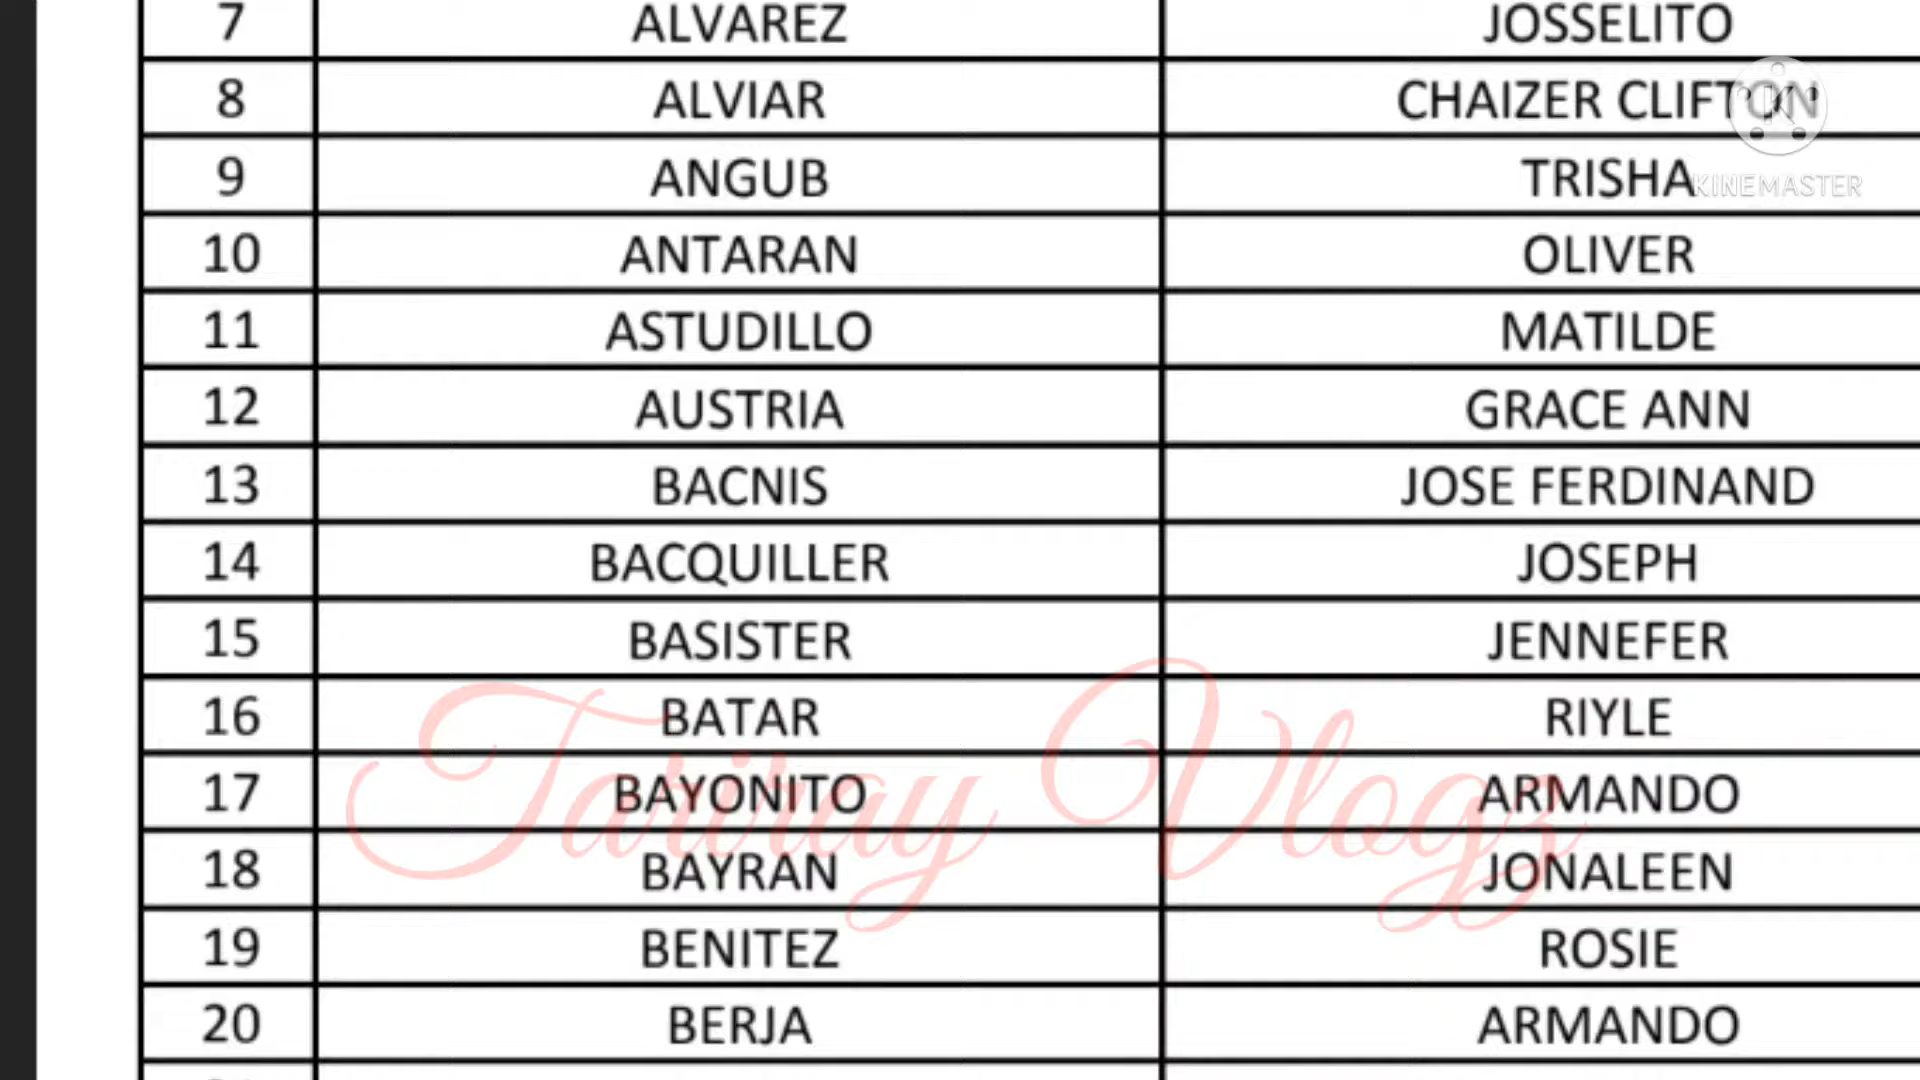 7 ALVAREZ JOSSELITO
8 ALVIAR CHAIZER CLIFTON
9 ANGUB TRISHA
KINEMASTER
10 ANTARAN OLIVER
11 ASTUDILLO MATILDE
12 AUSTRIA GRACE ANN
13 BACNIS JOSE FERDINAND
14 BACQUILLER JOSEPH
15 BASISTER JENNEFER
16 BATAR RIYLE
17 BAYONITO ARMANDO
Tariray Vlogz
18 BAYRAN JONALEEN
19 BENITEZ ROSIE
20 BERJA ARMANDO